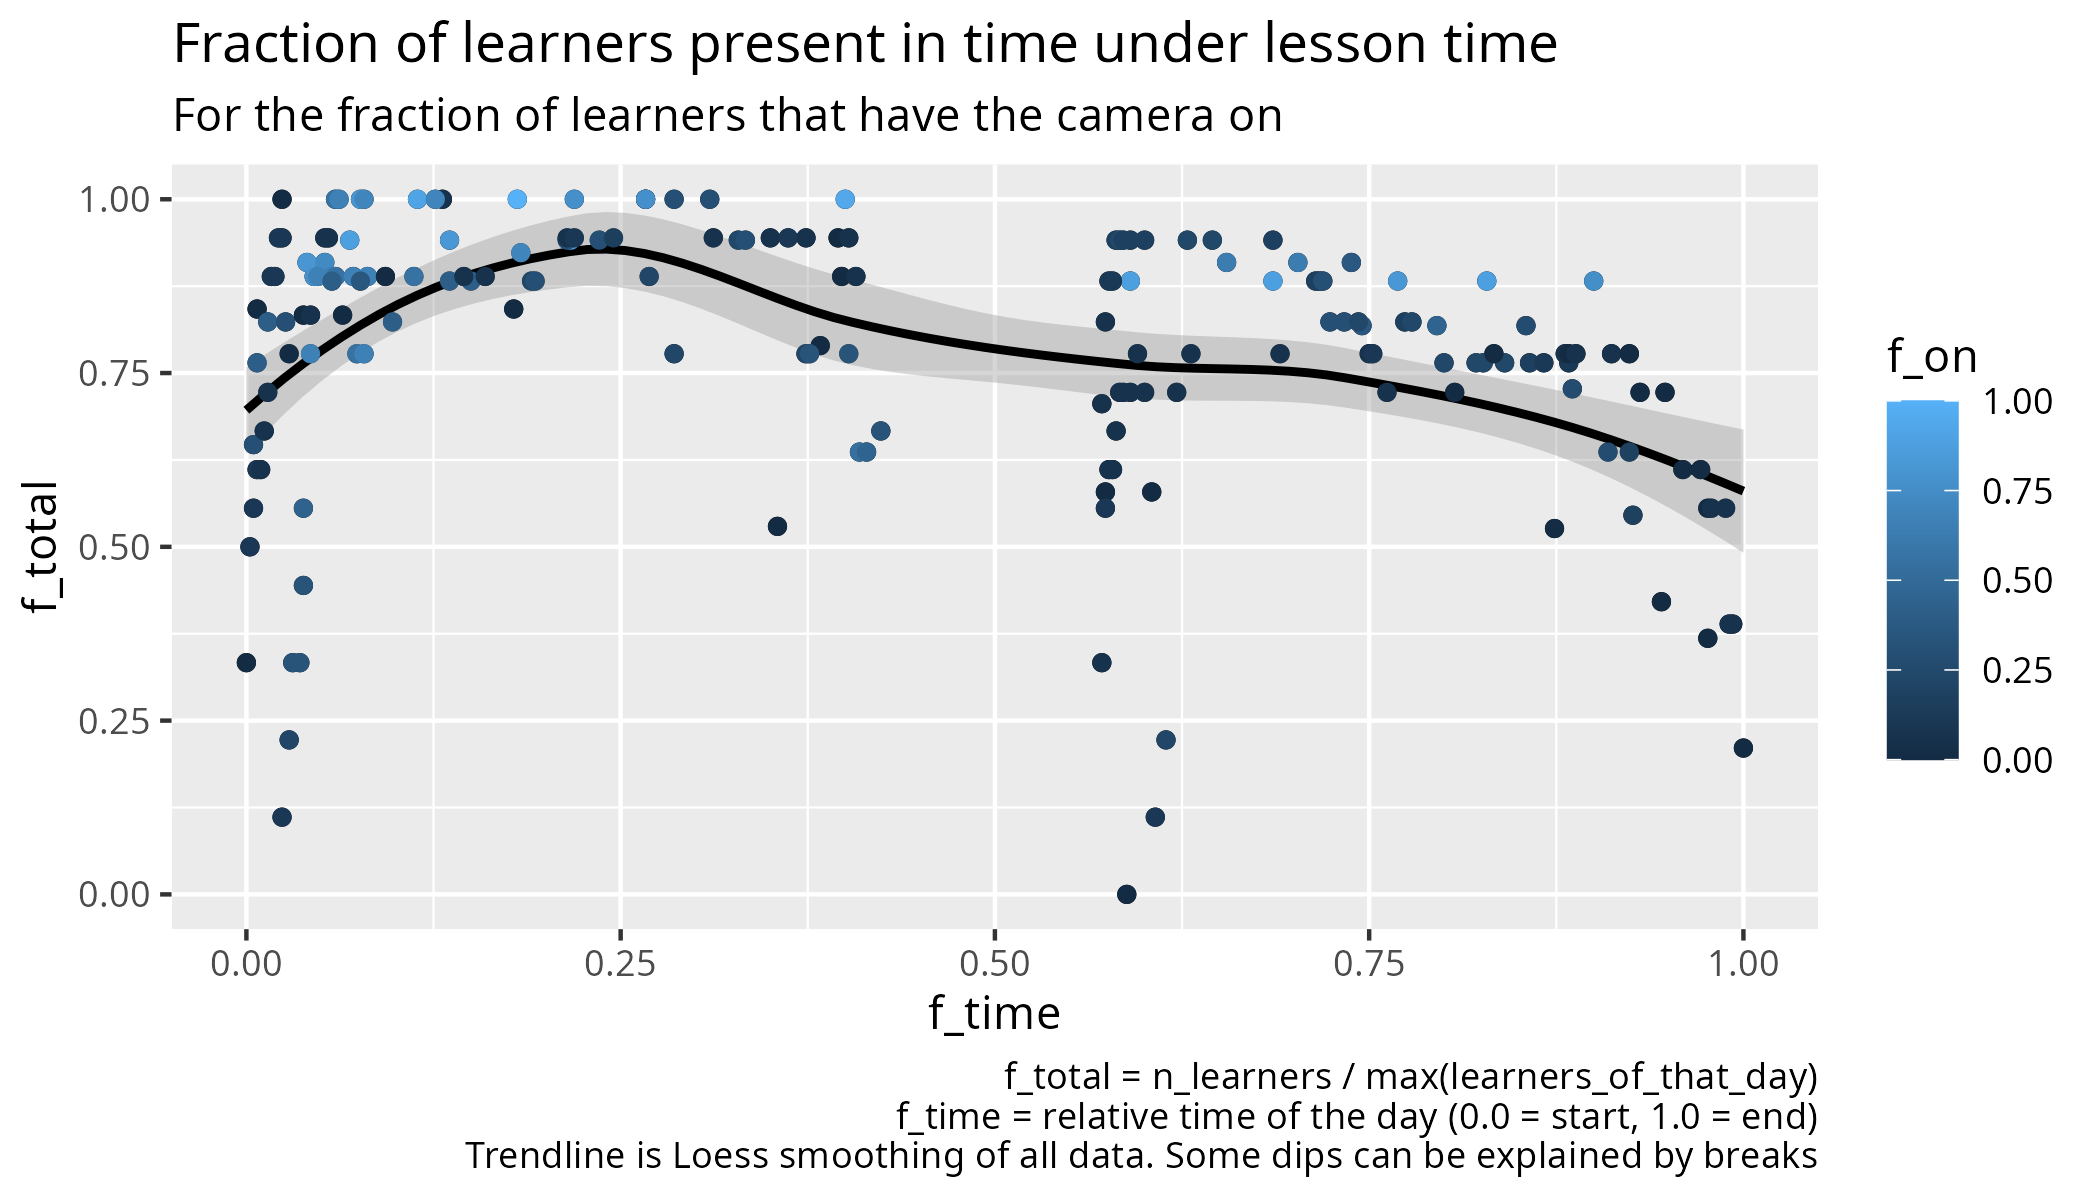 Fraction of learners present in time under lesson time
For the fraction of learners that have the camera on
f_total
1.00
0.75
0.50
0.25
0.00
0.00 0.25 0.50 0.75 1.00
f_time
f_on
1.00
0.75
0.50
0.25
0.00
f_total = n_learners / max(learners_of_that_day)
f_time = relative time of the day (0.0 = start, 1.0 = end)
Trendline is Loess smoothing of all data. Some dips can be explained by breaks